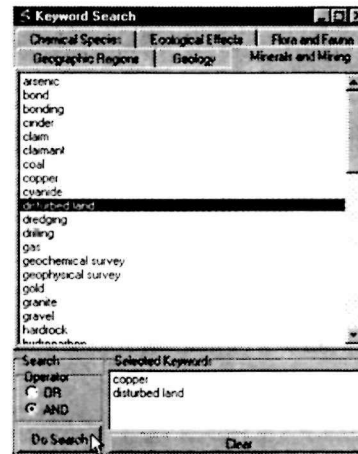 Keyword Search
Chemical Species Ecological Effects Flora and Fauna
Geographic Regions Geology Minerals and Mining
arsenic
bond
bonding
cinder
claim
claimant
coal
copper
cyanide
disturbed land
dredging
drilling
gas
geochemical survey
geophysical survey
gold
granite
gravel
hardrock
hydrocarbon
Search Selected Keywords
Operator
OR
AND
copper
disturbed land
Do Search Clear